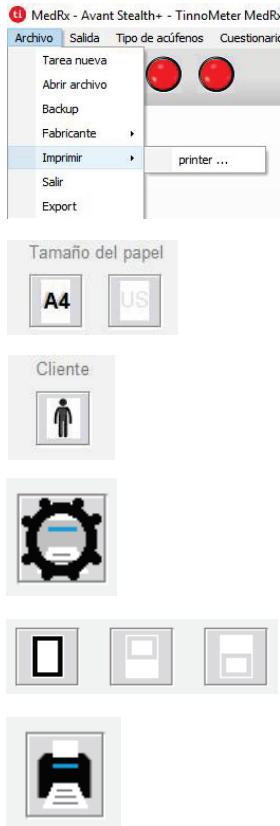 ti MedRx - Avant Stealth+ - TinnoMeter MedRx
Archivo Salida Tipo de acúfenos Cuestionario
Tarea nueva
Abrir archivo
Backup
Fabricante
Imprimir
printer ...
Salir
Export
Tamaño del papel
A4 US
Cliente